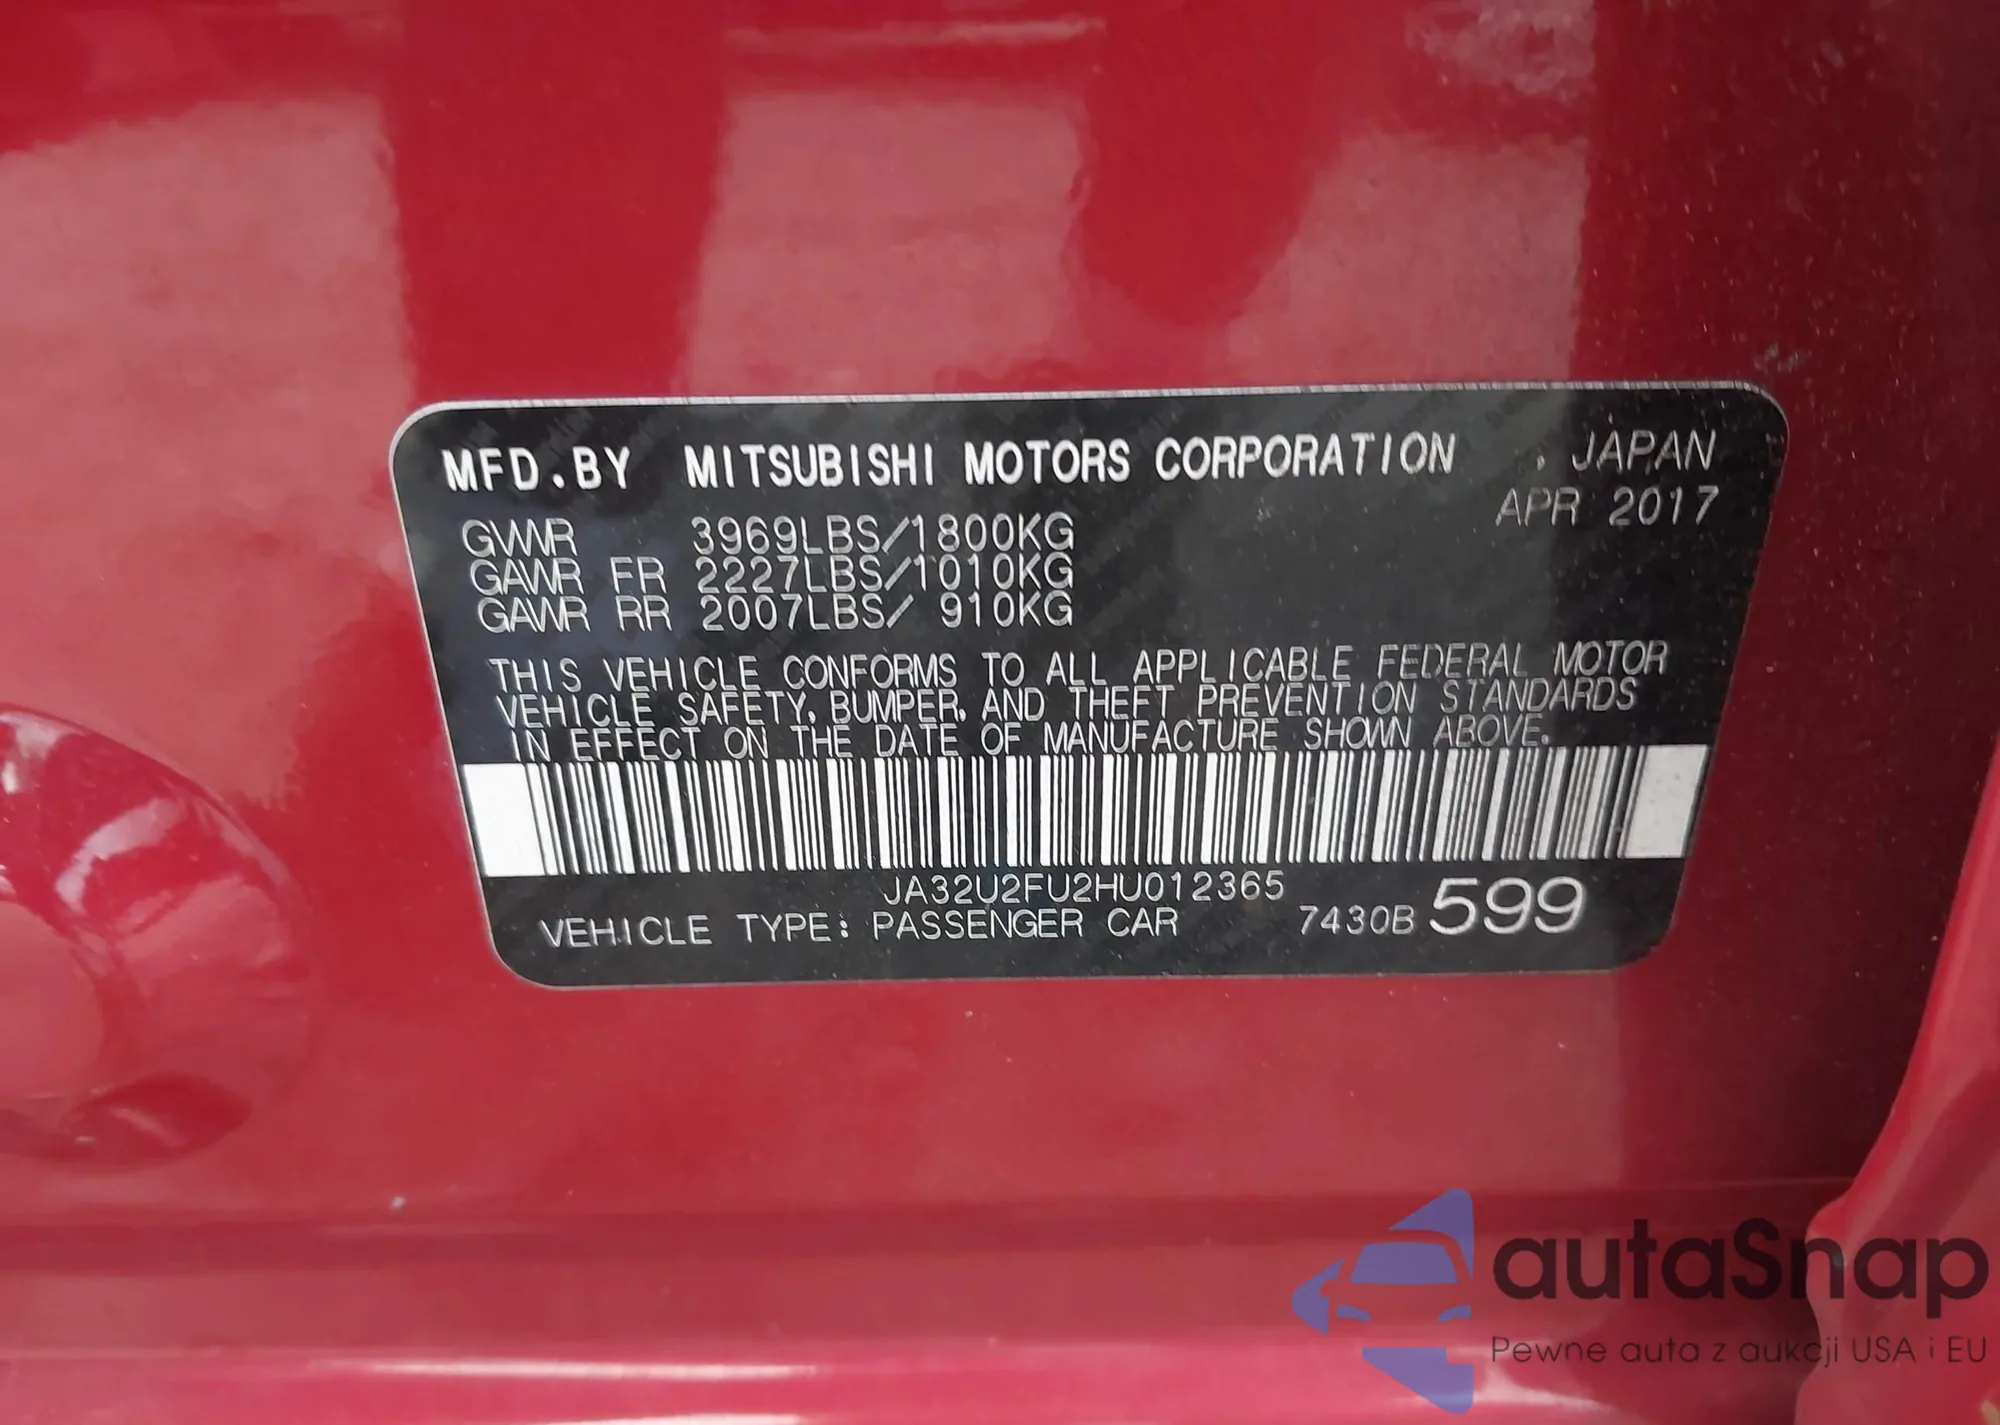 MFD.BY MITSUBISHI MOTORS CORPORATION . JAPAN
APR 2017
GVWR 3969LBS/1800KG
GAWR FR 2227LBS/1010KG
GAWR RR 2007LBS/ 910KG
THIS VEHICLE CONFORMS TO ALL APPLICABLE FEDERAL MOTOR
VEHICLE SAFETY, BUMPER, AND THEFT PREVENTION STANDARDS
IN EFFECT ON THE DATE OF MANUFACTURE SHOWN ABOVE.
JA32U2FU2HU012365
VEHICLE TYPE: PASSENGER CAR 7430B 599
autaSnap
Pewne auta z aukcji USA i EU